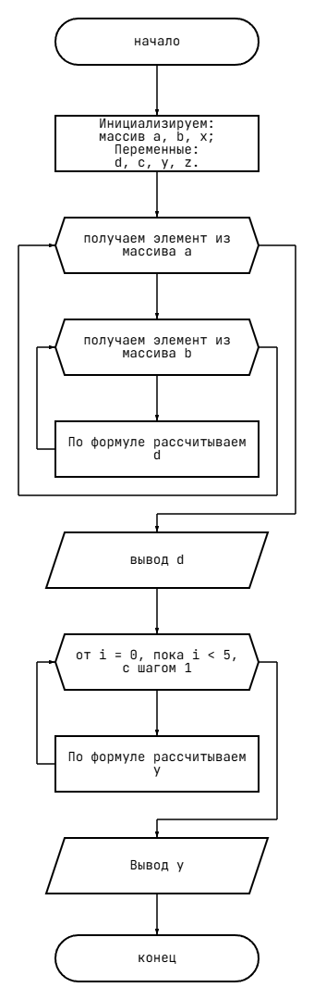 начало
Инициализируем:
массив a, b, x;
Переменные:
d, c, y, z.
получаем элемент из
массива a
получаем элемент из
массива b
По формуле рассчитываем
d
вывод d
от i = 0, пока i < 5,
с шагом 1
По формуле рассчитываем
y
Вывод y
конец